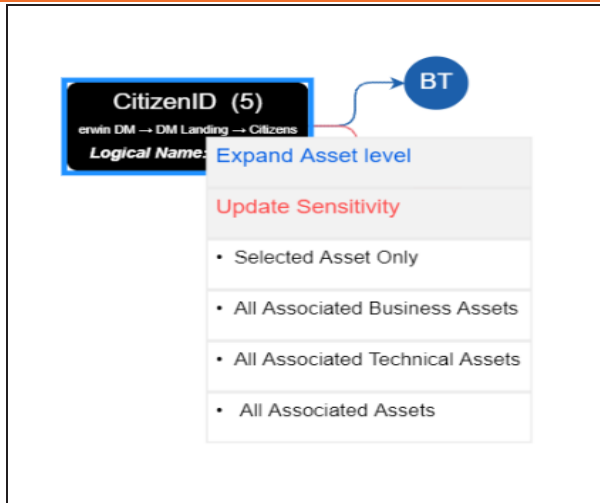 CitizenID (5)
erwin DM → DM Landing → Citizens
Logical Name:
BT
Expand Asset level
Update Sensitivity
• Selected Asset Only
• All Associated Business Assets
• All Associated Technical Assets
• All Associated Assets